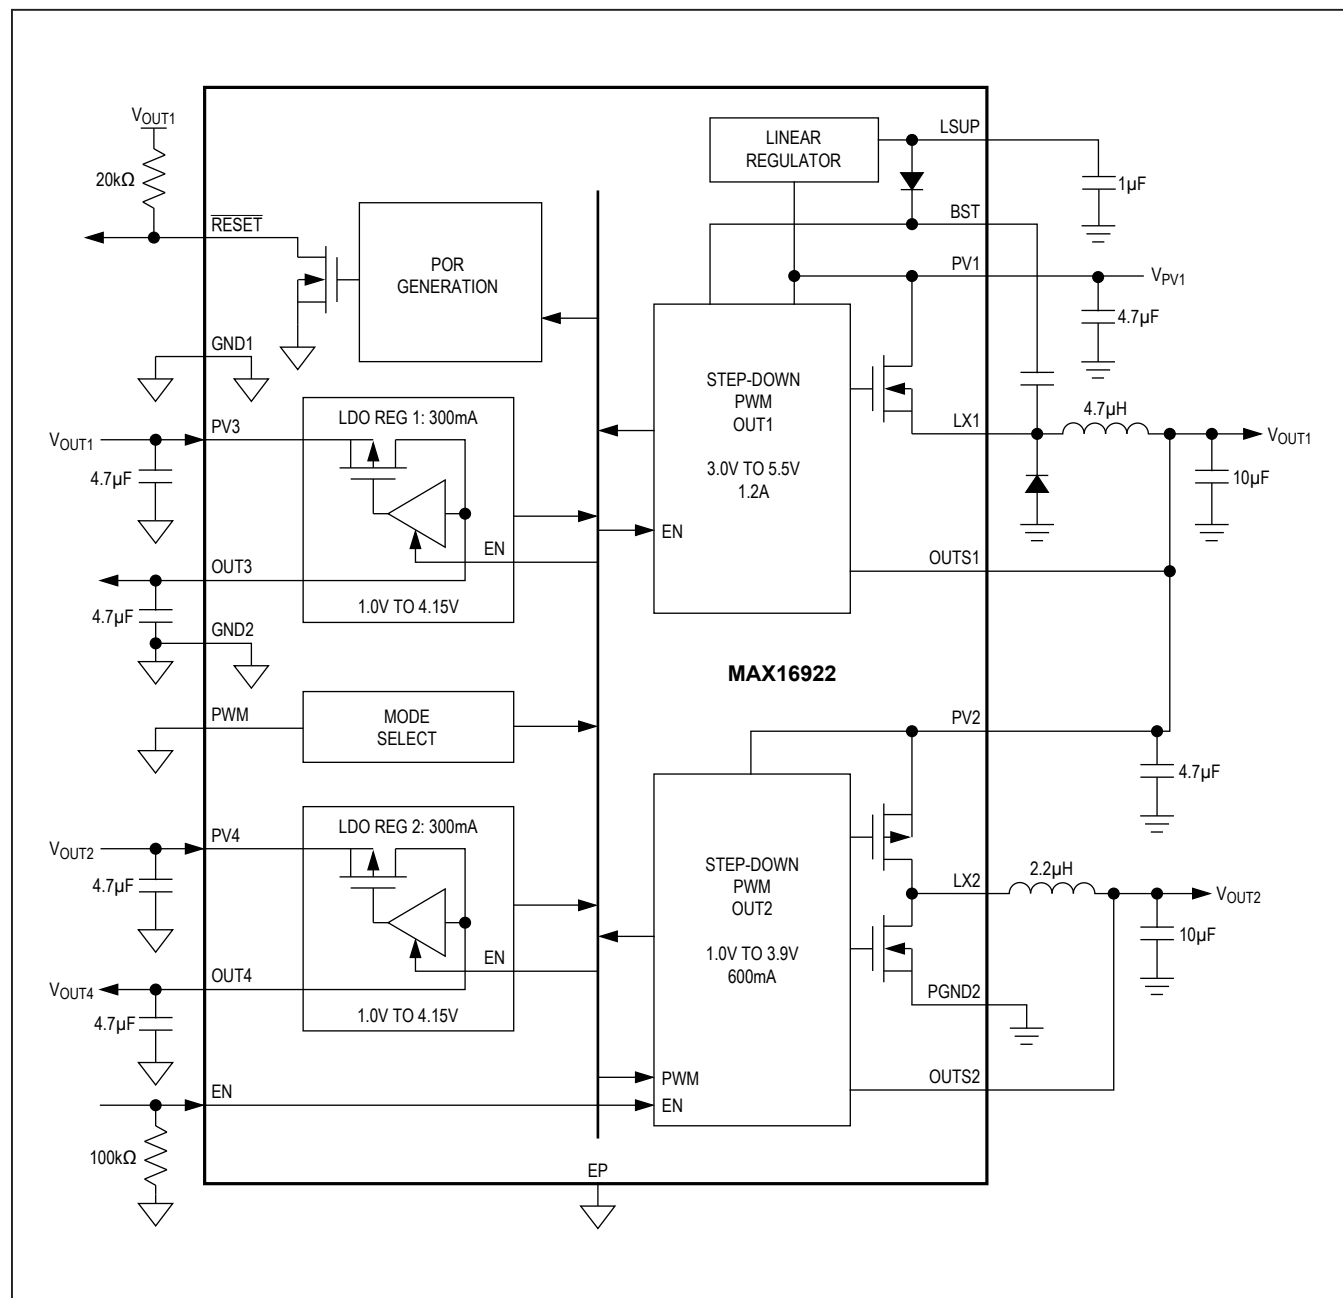 VOUT1
20kΩ
RESET
POR
GENERATION
GND1
LDO REG 1: 300mA
VOUT1
PV3
4.7µF
EN
OUT3
1.0V TO 4.15V
4.7µF
GND2
PWM
MODE
SELECT
LDO REG 2: 300mA
VOUT2
PV4
4.7µF
EN
VOUT4
OUT4
1.0V TO 4.15V
4.7µF
EN
100kΩ
EP
LINEAR
REGULATOR
LSUP
1µF
BST
PV1
VPV1
4.7µF
STEP-DOWN
PWM
OUT1
3.0V TO 5.5V
1.2A
EN
LX1
4.7µH
VOUT1
10µF
OUTS1
MAX16922
PV2
4.7µF
STEP-DOWN
PWM
OUT2
1.0V TO 3.9V
600mA
LX2
2.2µH
VOUT2
10µF
PGND2
OUTS2
PWM
EN